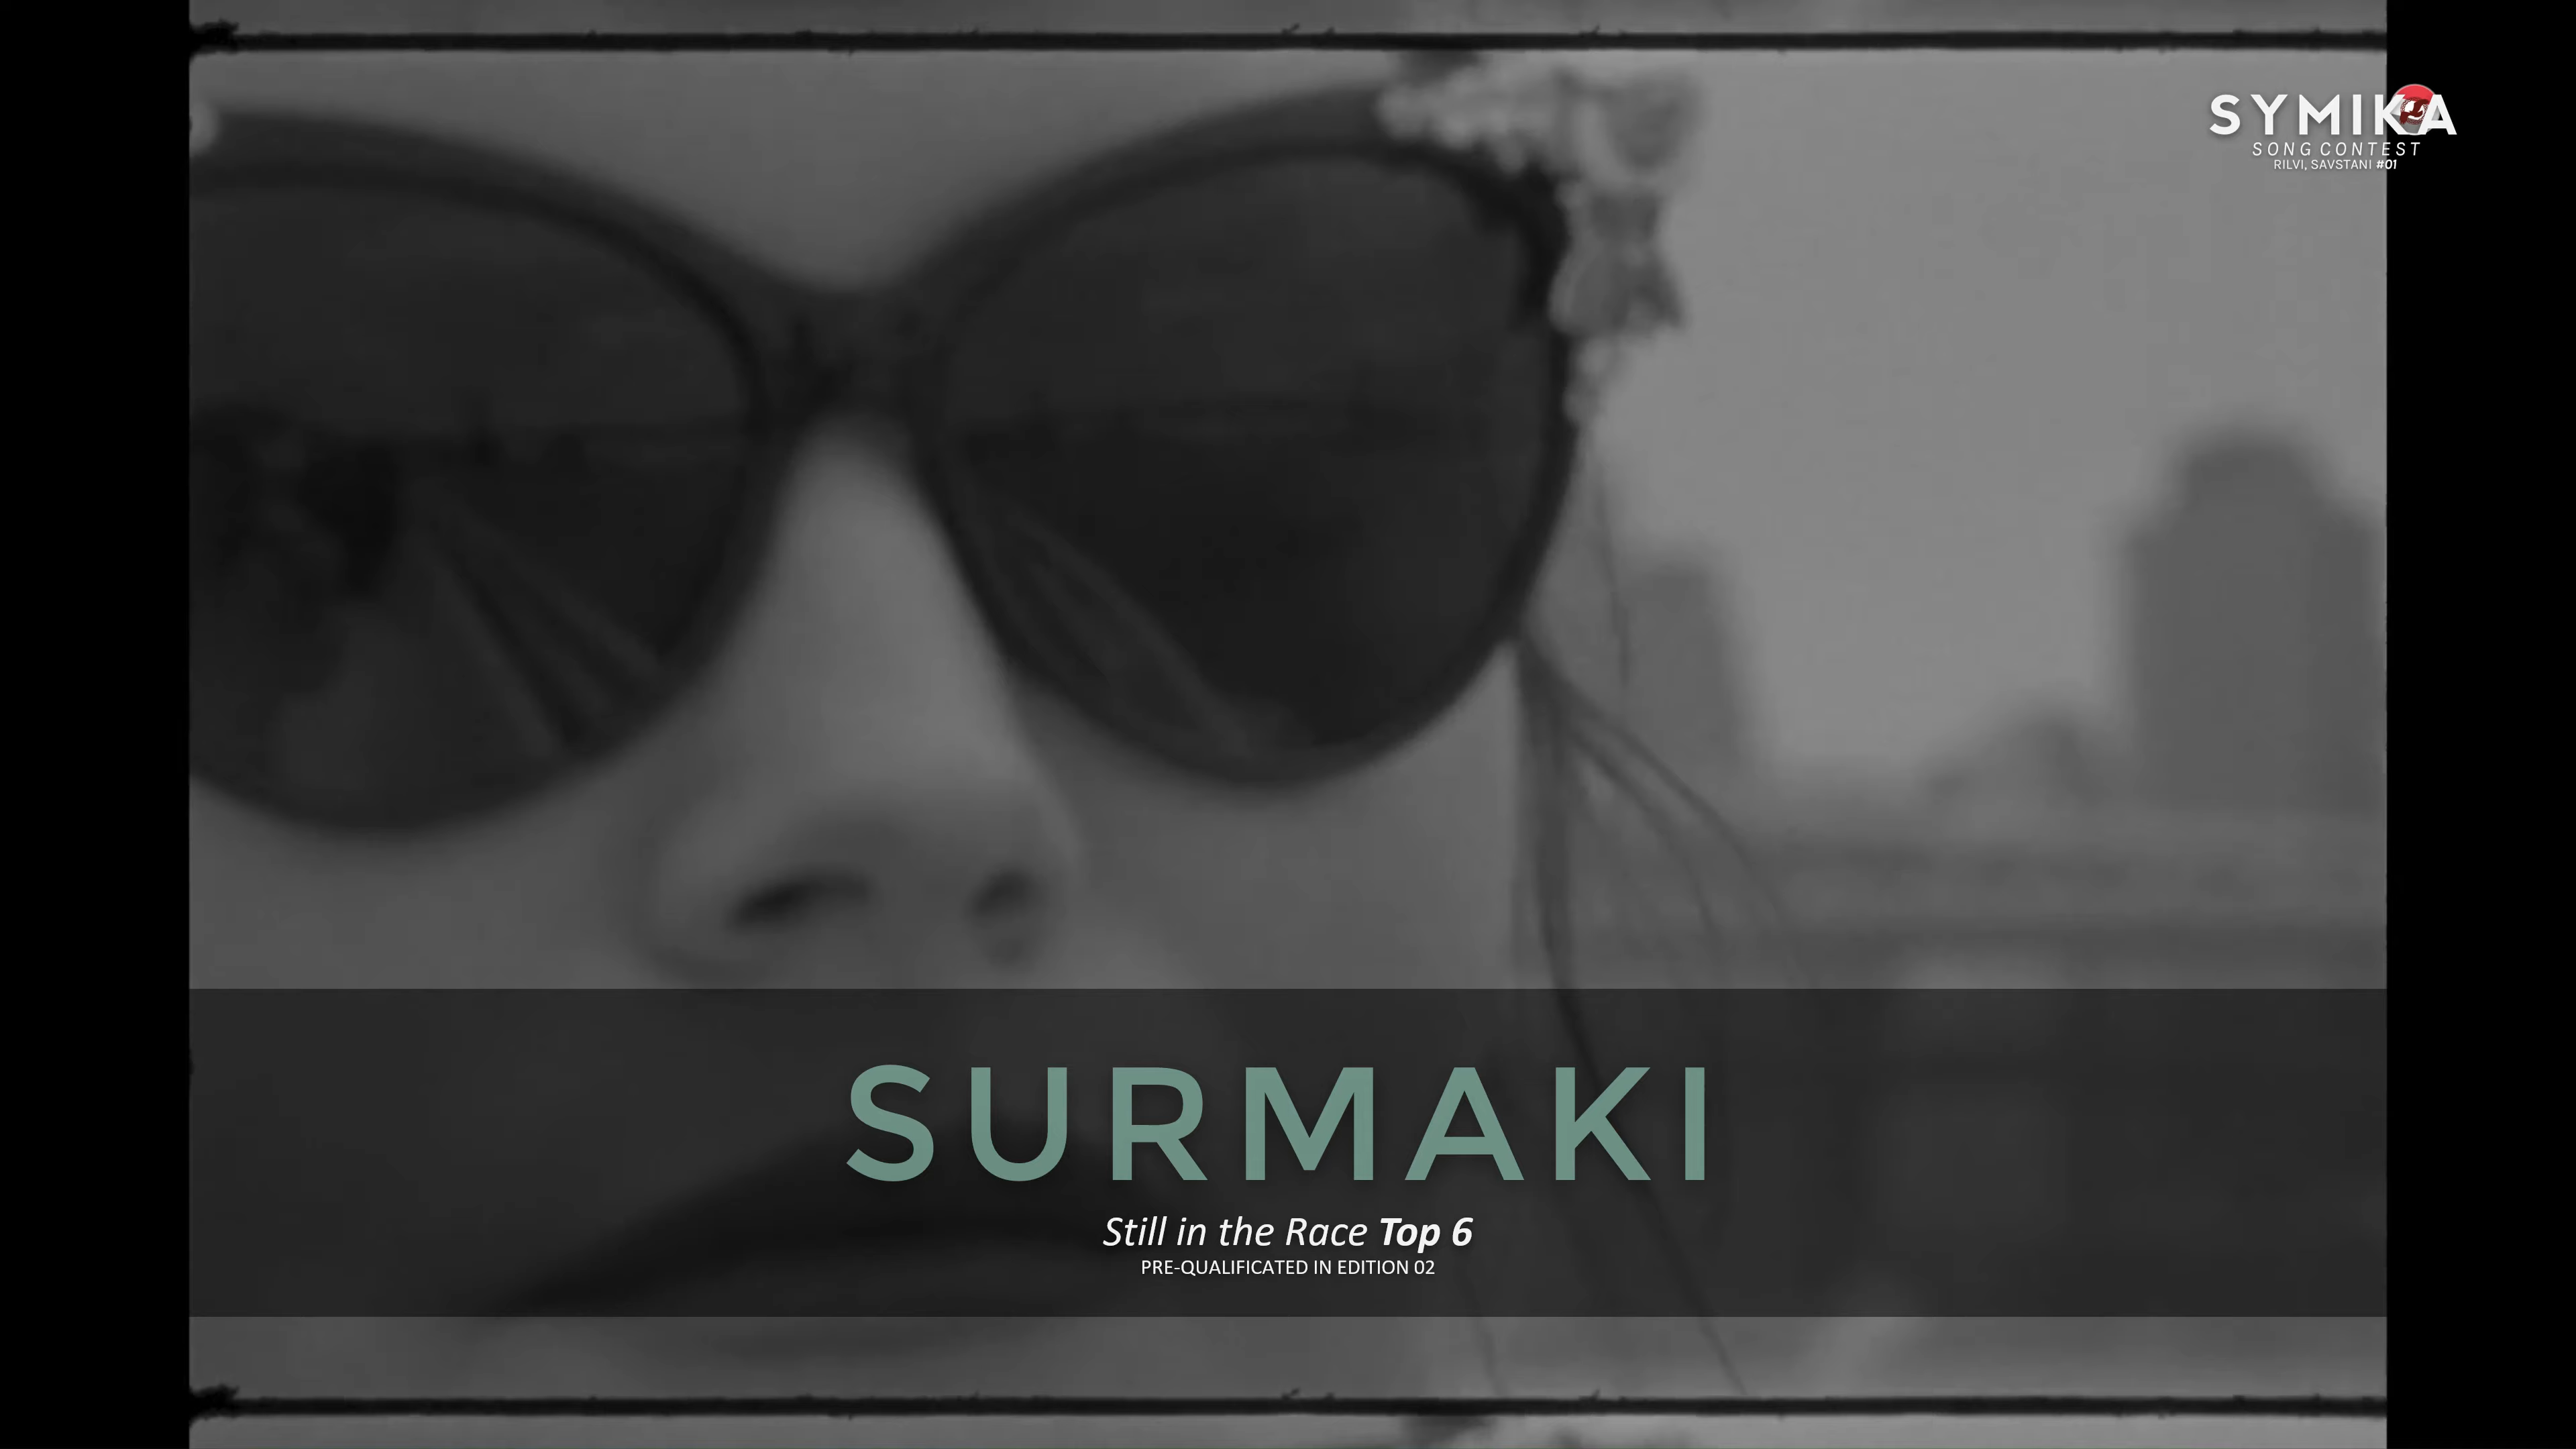 SYMIKA
SONG CONTEST
RILVI, SAVSTANI #01
SURMAKI
Still in the Race Top 6
PRE-QUALIFICATED IN EDITION 02